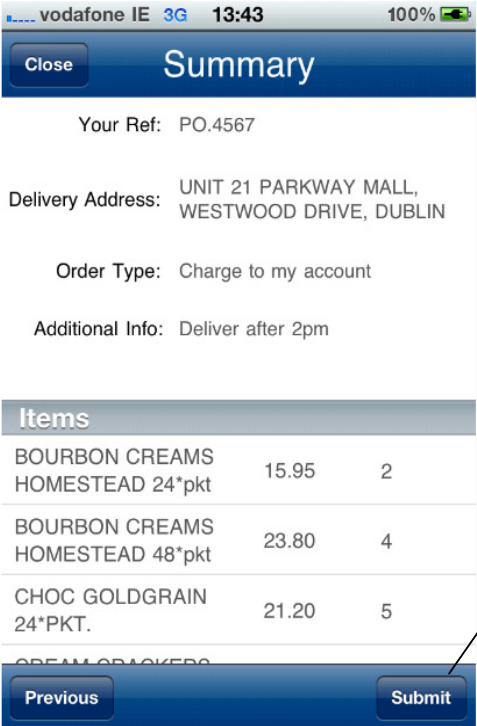 vodafone IE 3G 13:43 100%
Close Summary
Your Ref: PO.4567
Delivery Address: UNIT 21 PARKWAY MALL,
WESTWOOD DRIVE, DUBLIN
Order Type: Charge to my account
Additional Info: Deliver after 2pm
Items
BOURBON CREAMS
HOMESTEAD 24*pkt 15.95 2
BOURBON CREAMS
HOMESTEAD 48*pkt 23.80 4
CHOC GOLDGRAIN
24*PKT. 21.20 5
CREAM CRACKERS
Previous Submit